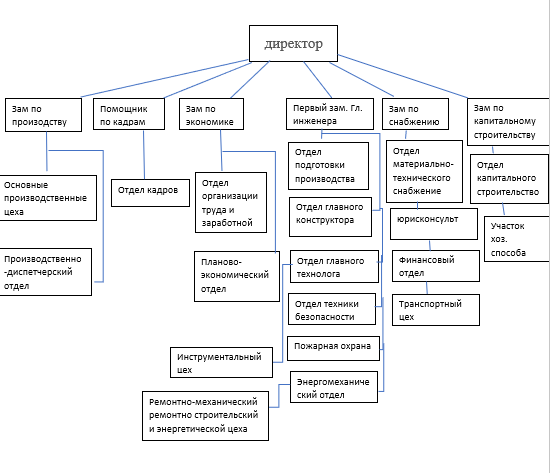 директор
Зам по
производству
Помощник
по кадрам
Зам по
экономике
Первый зам. Гл.
инженера
Зам по
снабжению
Зам по
капитальному
строительству
Основные
производственные
цеха
Производственно
-диспетчерский
отдел
Отдел кадров
Отдел
организации
труда и
заработной
Планово-
экономический
отдел
Отдел
подготовки
производства
Отдел главного
конструктора
Отдел главного
технолога
Отдел техники
безопасности
Пожарная охрана
Энергомеханиче
ский отдел
Инструментальный
цех
Ремонтно-механический
ремонтно строительский
и энергетической цеха
Отдел
материально-
технического
снабжение
юрисконсульт
Финансовый
отдел
Транспортный
цех
Отдел
капитального
строительство
Участок
хоз.
способа